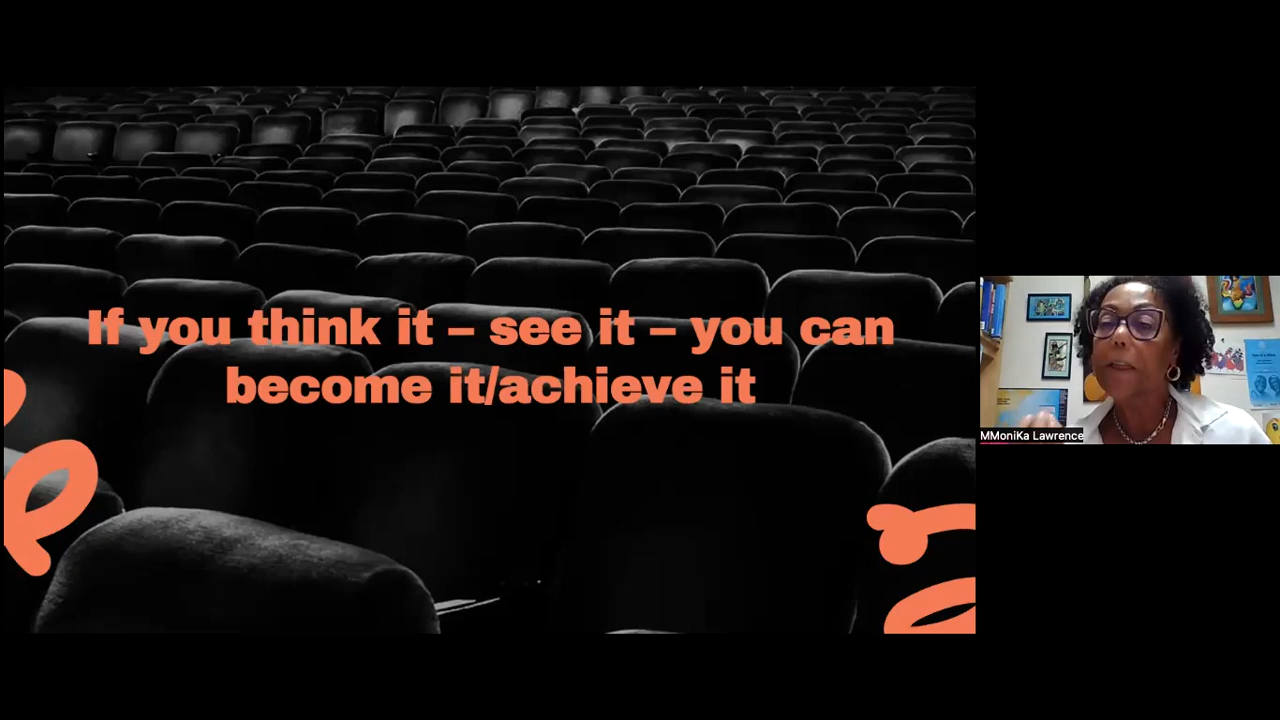 If you think it – see it – you can
become it/achieve it
MMoniKa Lawrence